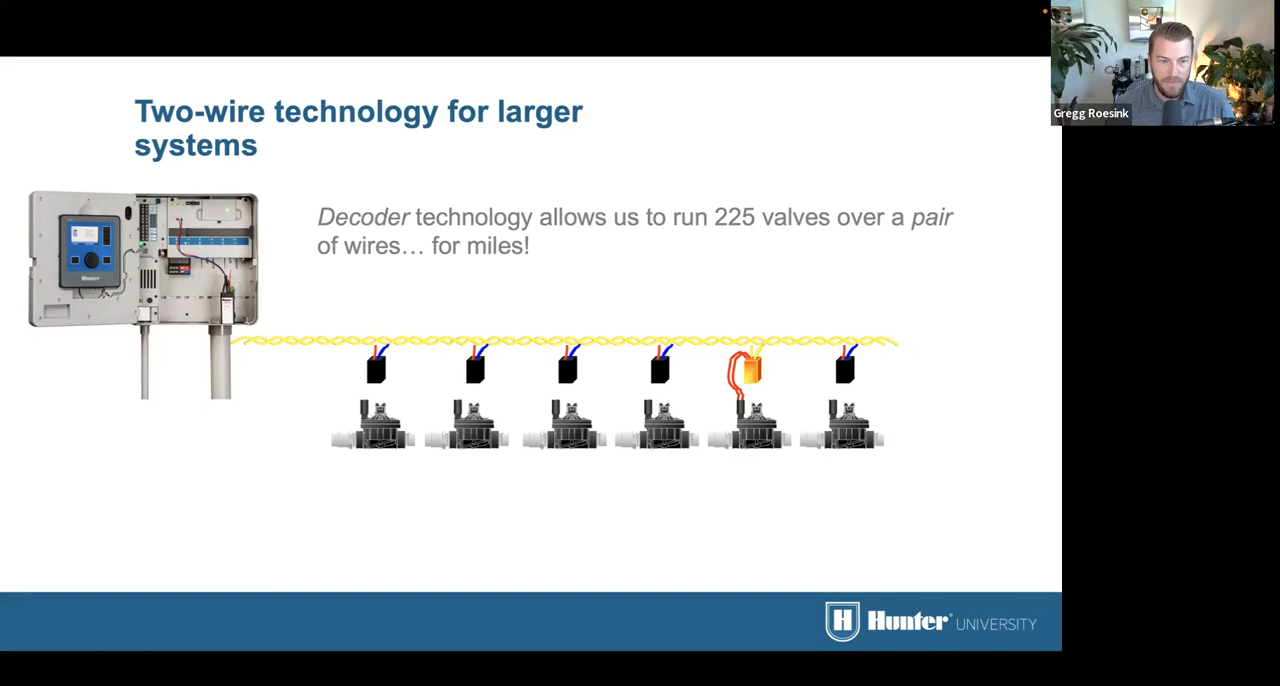 Two-wire technology for larger
systems
Decoder technology allows us to run 225 valves over a pair
of wires... for miles!
Gregg Roesink
Hunter
H Hunter® UNIVERSITY